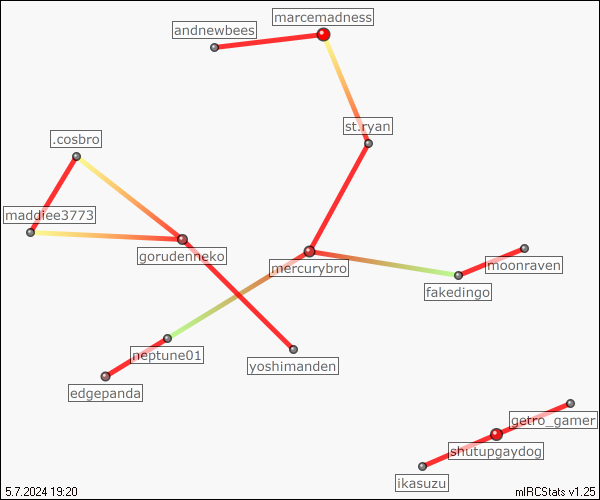 marcemadness
andnewbees
st.ryan
.cosbro
maddiee3773
gorudenneko
mercurybro
moonraven
fakedingo
neptune01
yoshimanden
edgepanda
getro_gamer
shutupgaydog
ikasuzu
5.7.2024 19:20
mIRCStats v1.25